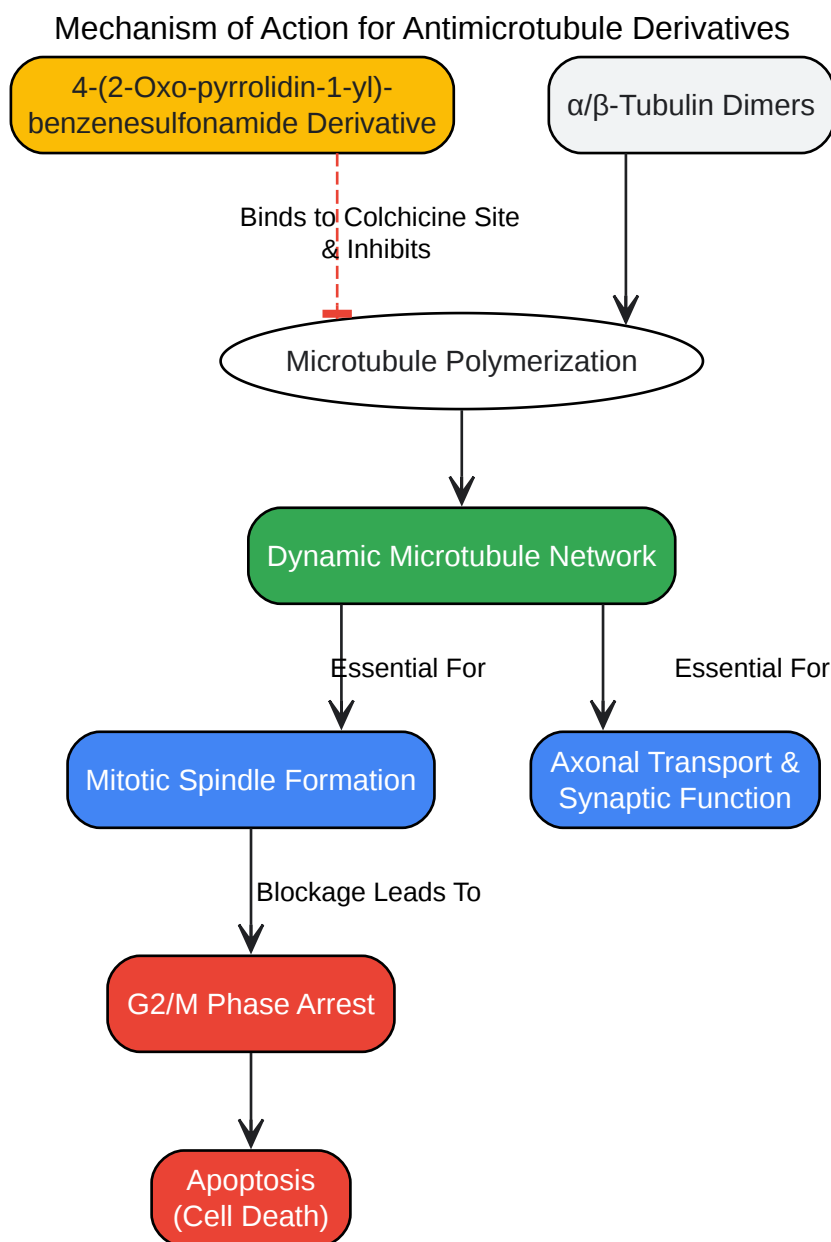 Mechanism of Action for Antimicrotubule Derivatives
4-(2-Oxo-pyrrolidin-1-yl)-
benzenesulfonamide Derivative
α/β-Tubulin Dimers
Binds to Colchicine Site
& Inhibits
Microtubule Polymerization
Dynamic Microtubule Network
Essential For
Essential For
Mitotic Spindle Formation
Axonal Transport &
Synaptic Function
Blockage Leads To
G2/M Phase Arrest
Apoptosis
(Cell Death)